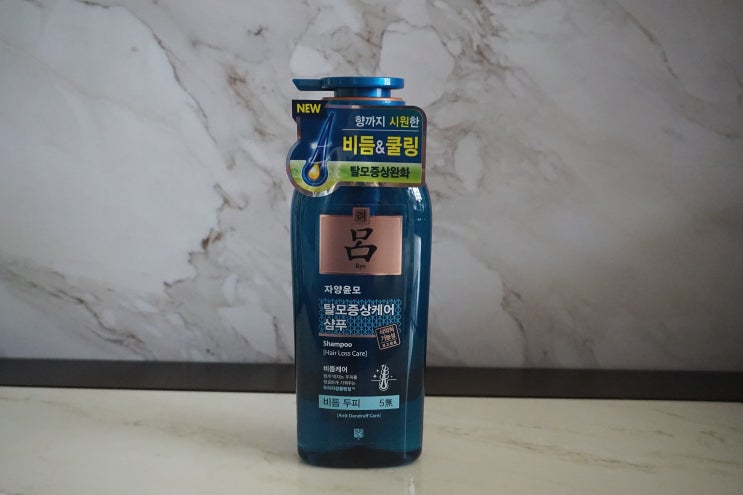 NEW
향까지 시원한
비듬&쿨링
탈모증상완화
려
呂
Ryo
자양윤모
탈모증상케어
샴푸
Shampoo
[Hair Loss Care]
비듬케어
비듬 두피 5無
[Anti-Dandruff Care]